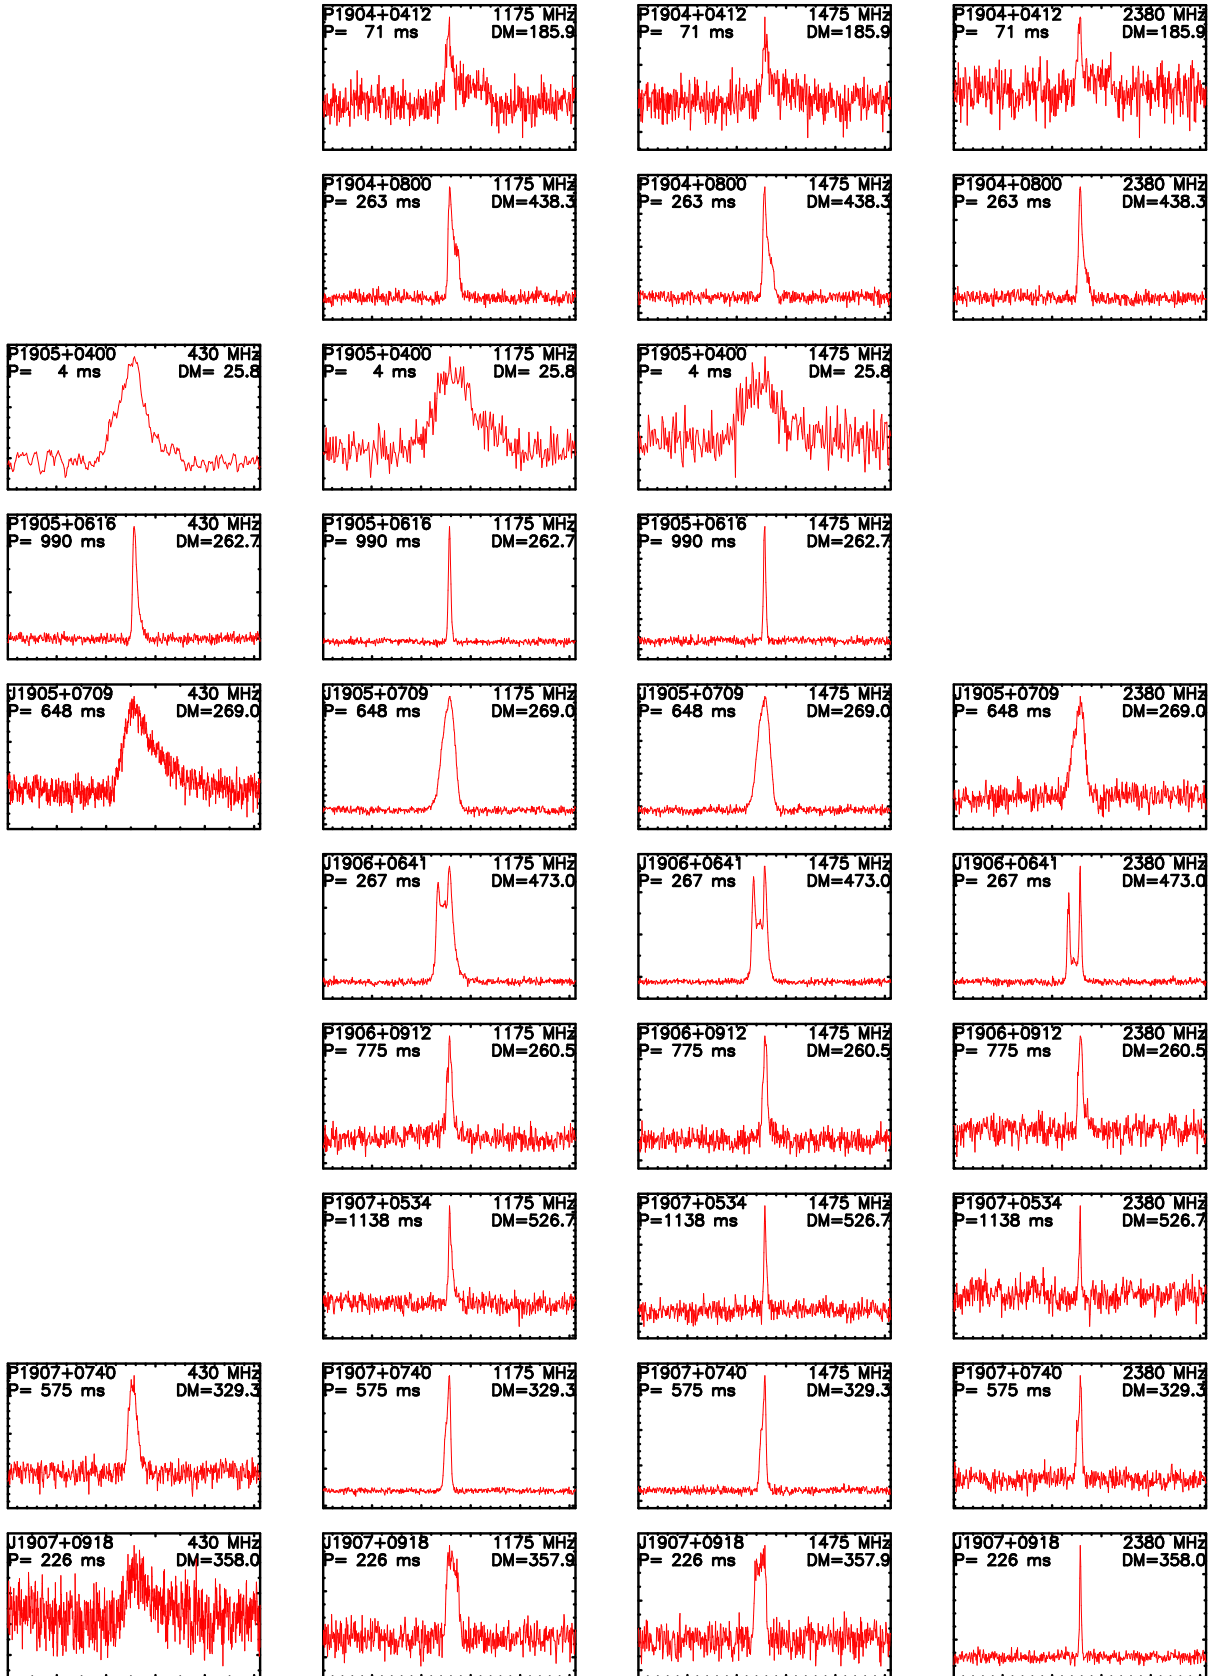 P1904+0412 1175 MHz
P= 71 ms DM=185.9
P1904+0412 1475 MHz
P= 71 ms DM=185.9
P1904+0412 2380 MHz
P= 71 ms DM=185.9
P1904+0800 1175 MHz
P= 263 ms DM=438.3
P1904+0800 1475 MHz
P= 263 ms DM=438.3
P1904+0800 2380 MHz
P= 263 ms DM=438.3
P1905+0400 430 MHz
P= 4 ms DM= 25.8
P1905+0400 1175 MHz
P= 4 ms DM= 25.8
P1905+0400 1475 MHz
P= 4 ms DM= 25.8
P1905+0616 430 MHz
P= 990 ms DM=262.7
P1905+0616 1175 MHz
P= 990 ms DM=262.7
P1905+0616 1475 MHz
P= 990 ms DM=262.7
J1905+0709 430 MHz
P= 648 ms DM=269.0
J1905+0709 1175 MHz
P= 648 ms DM=269.0
J1905+0709 1475 MHz
P= 648 ms DM=269.0
J1905+0709 2380 MHz
P= 648 ms DM=269.0
J1906+0641 1175 MHz
P= 267 ms DM=473.0
J1906+0641 1475 MHz
P= 267 ms DM=473.0
J1906+0641 2380 MHz
P= 267 ms DM=473.0
P1906+0912 1175 MHz
P= 775 ms DM=260.5
P1906+0912 1475 MHz
P= 775 ms DM=260.5
P1906+0912 2380 MHz
P= 775 ms DM=260.5
P1907+0534 1175 MHz
P=1138 ms DM=526.7
P1907+0534 1475 MHz
P=1138 ms DM=526.7
P1907+0534 2380 MHz
P=1138 ms DM=526.7
P1907+0740 430 MHz
P= 575 ms DM=329.3
P1907+0740 1175 MHz
P= 575 ms DM=329.3
P1907+0740 1475 MHz
P= 575 ms DM=329.3
P1907+0740 2380 MHz
P= 575 ms DM=329.3
J1907+0918 430 MHz
P= 226 ms DM=358.0
J1907+0918 1175 MHz
P= 226 ms DM=357.9
J1907+0918 1475 MHz
P= 226 ms DM=357.9
J1907+0918 2380 MHz
P= 226 ms DM=358.0